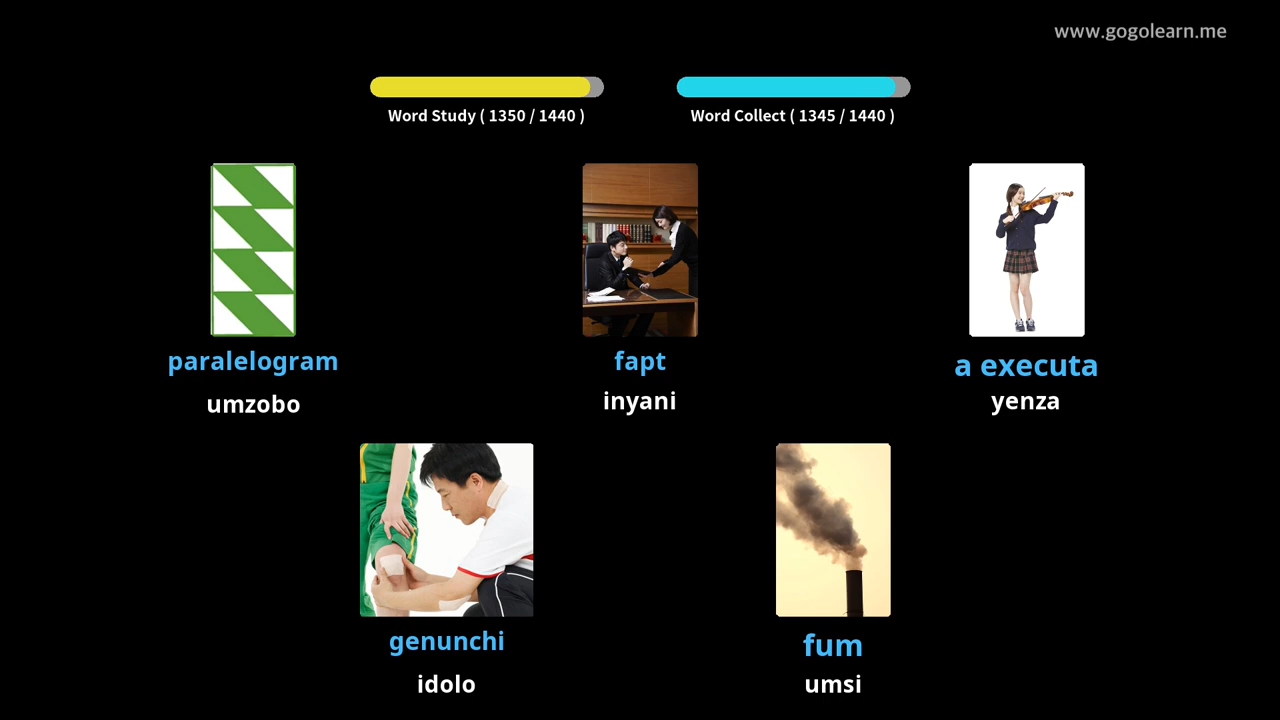 www.gogolearn.me
Word Study ( 1350 / 1440 )
Word Collect ( 1345 / 1440 )
paralelogram
umzobo
fapt
inyani
a executa
yenza
genunchi
idolo
fum
umsi